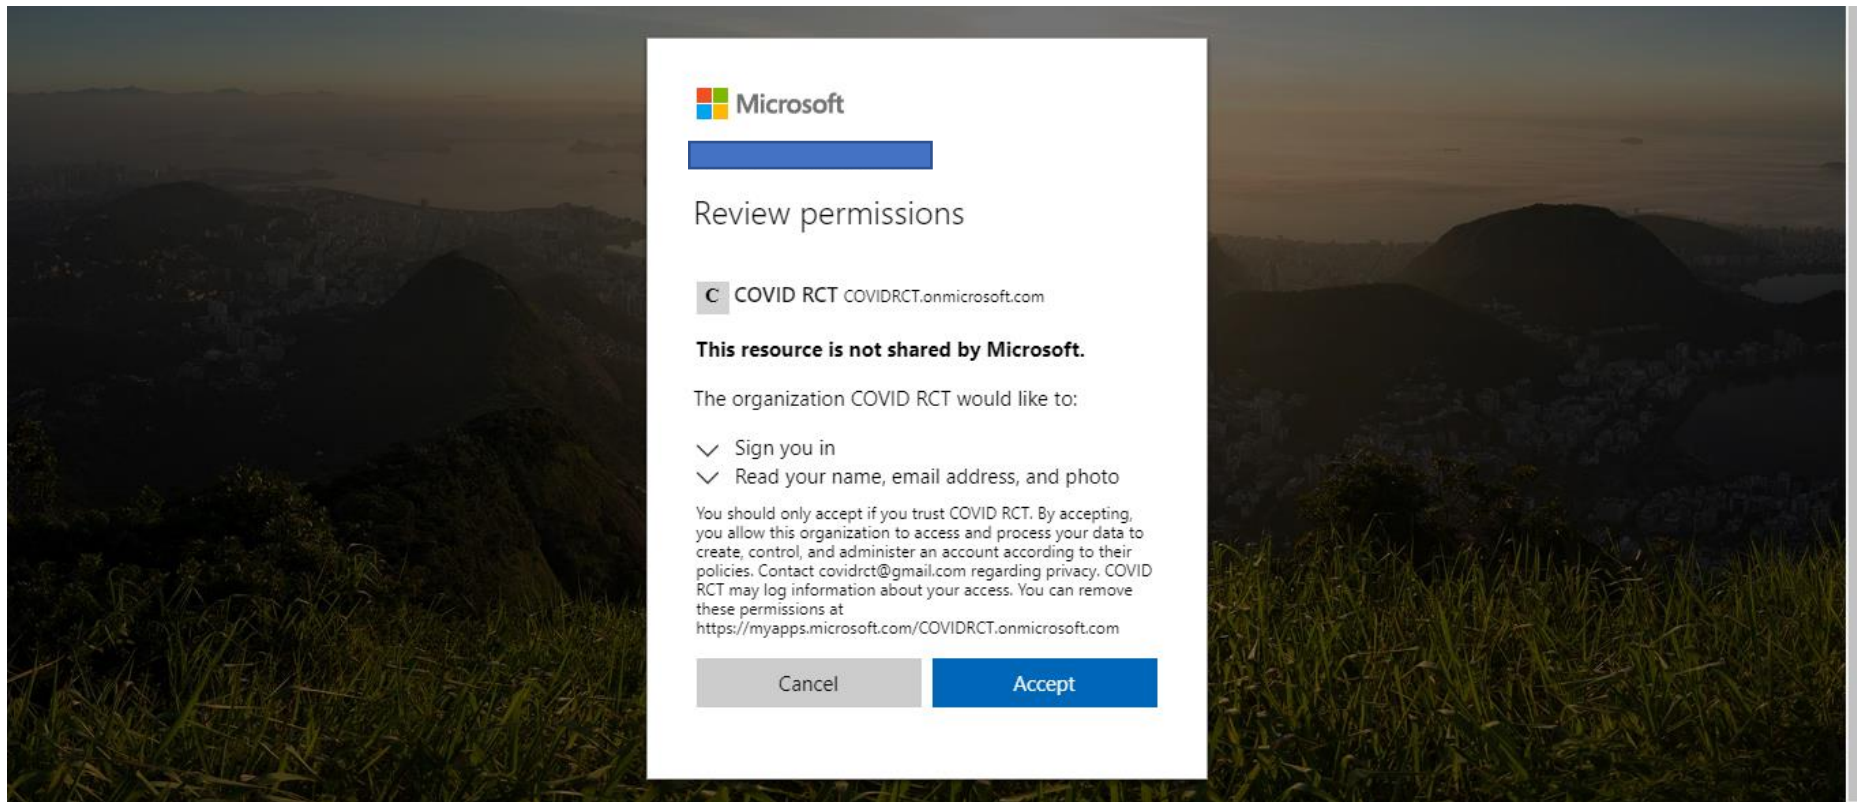 Microsoft
Review permissions
C COVID RCT COVIDRCT.onmicrosoft.com
This resource is not shared by Microsoft.
The organization COVID RCT would like to:
Sign you in
Read your name, email address, and photo
You should only accept if you trust COVID RCT. By accepting,
you allow this organization to access and process your data to
create, control, and administer an account according to their
policies. Contact covidrct@gmail.com regarding privacy. COVID
RCT may log information about your access. You can remove
these permissions at
https://myapps.microsoft.com/COVIDRCT.onmicrosoft.com
Cancel Accept